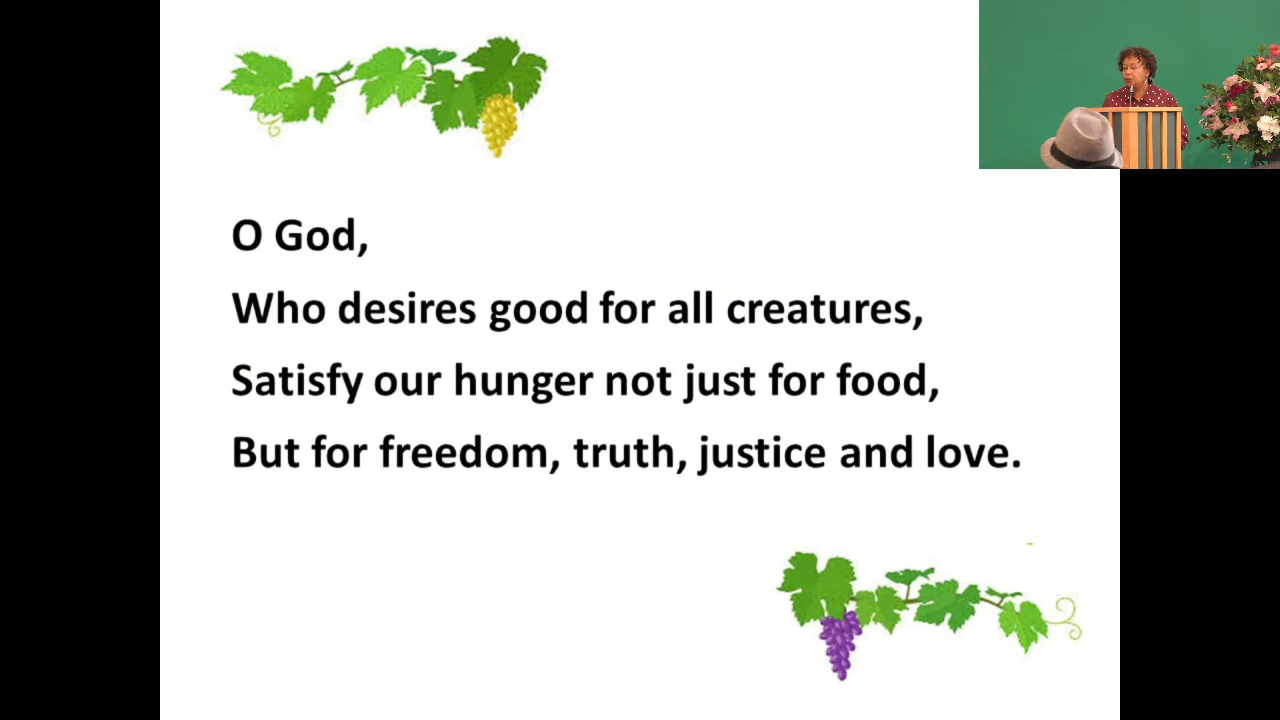 O God,
Who desires good for all creatures,
Satisfy our hunger not just for food,
But for freedom, truth, justice and love.